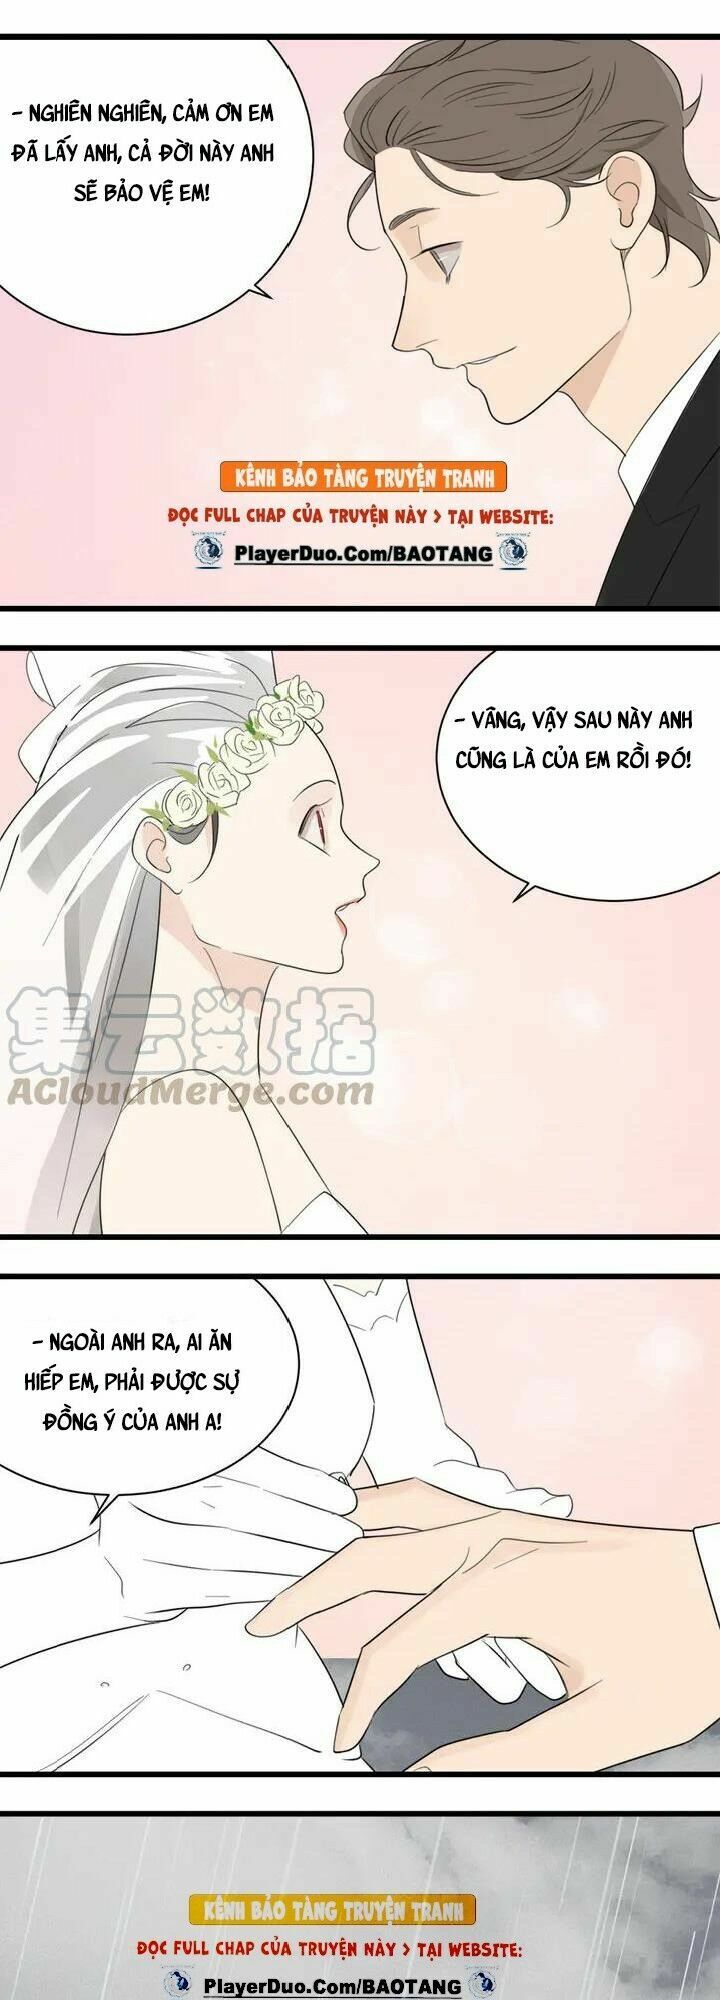 - NGHIÊN NGHIÊN, CẢM ƠN EM
ĐÃ LẤY ANH, CẢ ĐỜI NÀY ANH
SẼ BẢO VỆ EM!
KÊNH BẢO TÀNG TRUYỆN TRANH
ĐỌC FULL CHAP CỦA TRUYỆN NÀY > TẠI WEBSITE:
PlayerDuo.Com/BAOTANG
- VÂNG, VẬY SAU NÀY ANH
CŨNG LÀ CỦA EM RỒI ĐÓ!
集云数据
ACloudMerge.com
- NGOÀI ANH RA, AI ĂN
HIẾP EM, PHẢI ĐƯỢC SỰ
ĐỒNG Ý CỦA ANH A!
KÊNH BẢO TÀNG TRUYỆN TRANH
ĐỌC FULL CHAP CỦA TRUYỆN NÀY > TẠI WEBSITE:
PlayerDuo.Com/BAOTANG